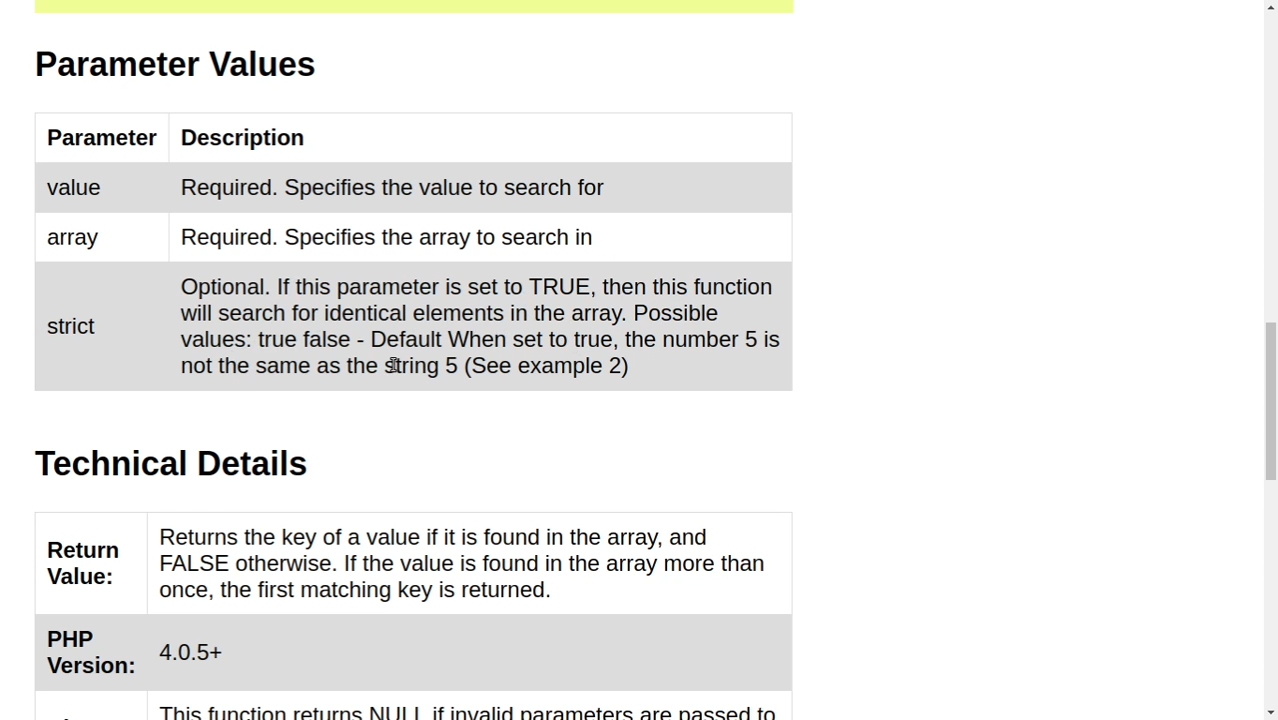 Parameter Values
Parameter Description
value Required. Specifies the value to search for
array Required. Specifies the array to search in
strict Optional. If this parameter is set to TRUE, then this function
will search for identical elements in the array. Possible
values: true false - Default When set to true, the number 5 is
not the same as the string 5 (See example 2)
Technical Details
Return
Value:
Returns the key of a value if it is found in the array, and
FALSE otherwise. If the value is found in the array more than
once, the first matching key is returned.
PHP
Version:
4.0.5+
This function returns NULL if invalid parameters are passed to